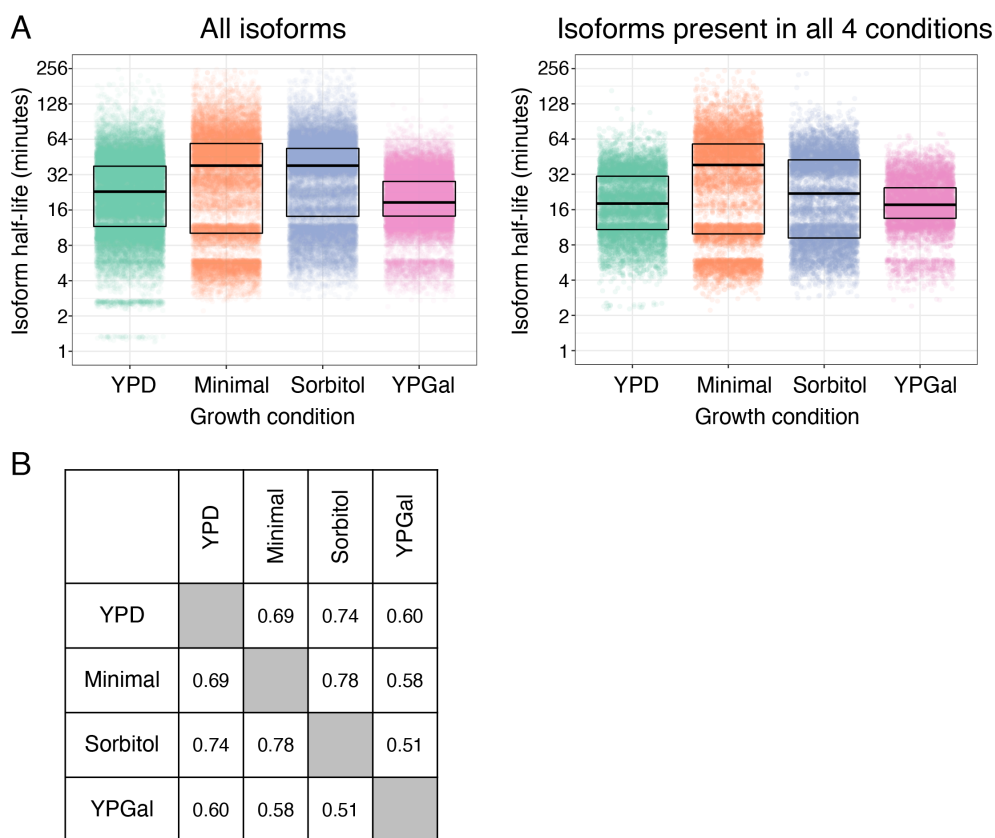 A
All isoforms
Isoforms present in all 4 conditions
Isoform half-life (minutes)
256
128
64
32
16
8
4
2
1
YPD Minimal Sorbitol YPGal
Growth condition
Isoform half-life (minutes)
256
128
64
32
16
8
4
2
1
YPD Minimal Sorbitol YPGal
Growth condition
B
YPD Minimal Sorbitol YPGal
YPD 0.69 0.74 0.60
Minimal 0.69 0.78 0.58
Sorbitol 0.74 0.78 0.51
YPGal 0.60 0.58 0.51